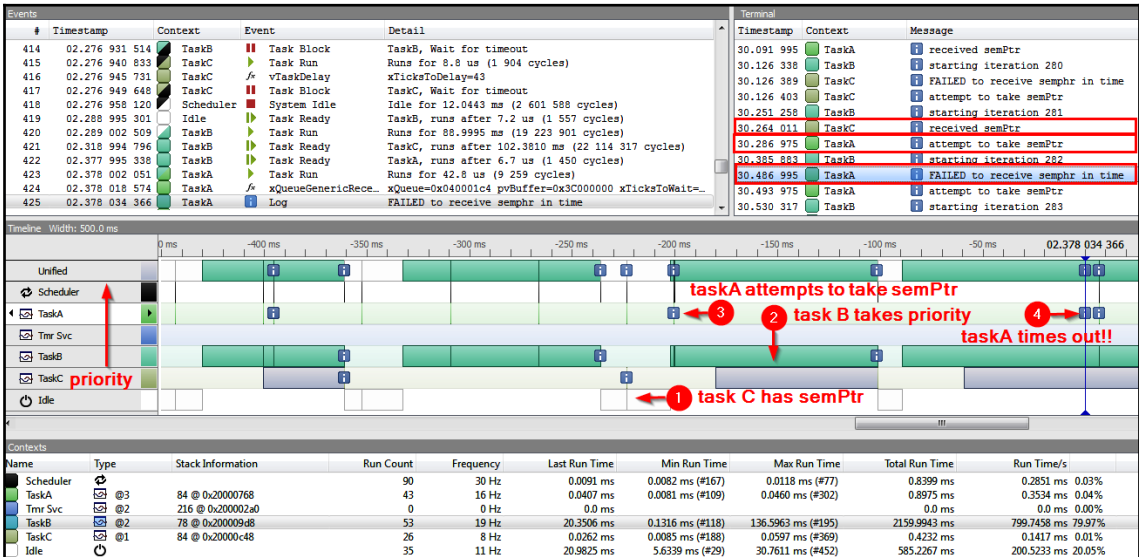 Events
# Timestamp Context Event Detail
414 02.276 931 514 TaskB Task Block TaskB, Wait for timeout
415 02.276 940 833 TaskC Task Run Runs for 8.8 us (1 904 cycles)
416 02.276 945 731 TaskC fx vTaskDelay xTicksToDelay=43
417 02.276 949 648 TaskC Task Block TaskC, Wait for timeout
418 02.276 958 120 Scheduler System Idle Idle for 12.0443 ms (2 601 588 cycles)
419 02.288 995 301 Idle Task Ready TaskB, runs after 7.2 us (1 557 cycles)
420 02.289 002 509 TaskB Task Run Runs for 88.9995 ms (19 223 901 cycles)
421 02.318 994 796 TaskB Task Ready TaskC, runs after 102.3810 ms (22 114 317 cycles)
422 02.377 995 338 TaskB Task Ready TaskA, runs after 6.7 us (1 450 cycles)
423 02.378 002 051 TaskA Task Run Runs for 42.8 us (9 259 cycles)
424 02.378 018 574 TaskA fx xQueueGenericRece... xQueue=0x040001c4 pvBuffer=0x3C000000 xTicksToWait=...
425 02.378 034 366 TaskA Log FAILED to receive semphr in time
Terminal
Timestamp Context Message
30.091 995 TaskA received semPtr
30.126 338 TaskB starting iteration 280
30.126 389 TaskC FAILED to receive semphr in time
30.126 403 TaskC attempt to take semPtr
30.251 258 TaskB starting iteration 281
30.264 011 TaskC received semPtr
30.286 975 TaskA attempt to take semPtr
30.385 883 TaskB starting iteration 282
30.486 995 TaskA FAILED to receive semphr in time
30.493 975 TaskA attempt to take semPtr
30.530 317 TaskB starting iteration 283
Timeline Width: 500.0 ms
0 ms -400 ms -350 ms -300 ms -250 ms -200 ms -150 ms -100 ms -50 ms 02.378 034 366
Unified
Scheduler
taskA attempts to take semPtr
TaskA 3 2 task B takes priority 4
Tmr Svc taskA times out!!
TaskB
TaskC priority
Idle 1 task C has semPtr
Contexts
Name Type Stack Information Run Count Frequency Last Run Time Min Run Time Max Run Time Total Run Time Run Time/s
Scheduler 90 30 Hz 0.0091 ms 0.0082 ms (#167) 0.0118 ms (#77) 0.8399 ms 0.2851 ms 0.03%
TaskA @3 84 @ 0x20000768 43 16 Hz 0.0407 ms 0.0081 ms (#109) 0.0460 ms (#302) 0.8975 ms 0.3534 ms 0.04%
Tmr Svc @2 216 @ 0x200002a0 0 0 Hz 0.0 ms 0.0 ms 0.0 ms 0.00%
TaskB @2 78 @ 0x200009d8 53 19 Hz 20.3506 ms 0.1316 ms (#118) 136.5963 ms (#195) 2159.9943 ms 799.7458 ms 79.97%
TaskC @1 84 @ 0x20000c48 26 8 Hz 0.0262 ms 0.0085 ms (#188) 0.0597 ms (#369) 0.4232 ms 0.1417 ms 0.01%
Idle 35 11 Hz 20.9825 ms 5.6339 ms (#29) 30.7611 ms (#452) 585.2267 ms 200.5233 ms 20.05%